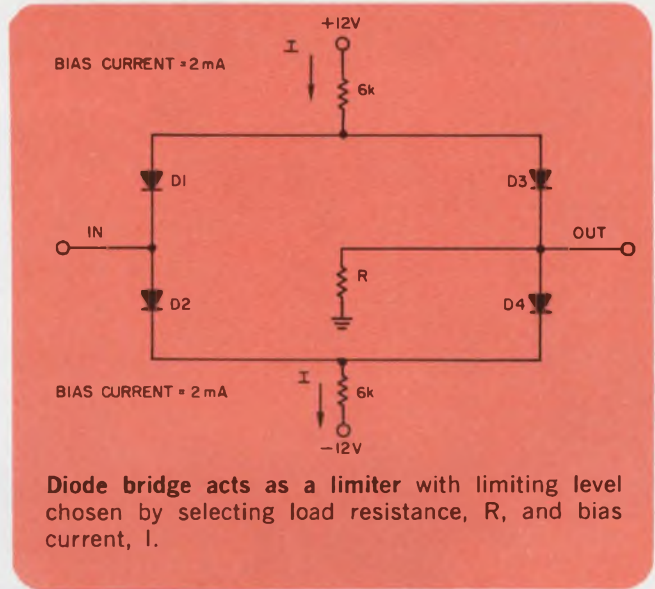 +12V
I
BIAS CURRENT = 2mA
6k
D1
D3
IN
OUT
R
D2
D4
BIAS CURRENT = 2mA
I
6k
−12V
Diode bridge acts as a limiter with limiting level
chosen by selecting load resistance, R, and bias
current, I.